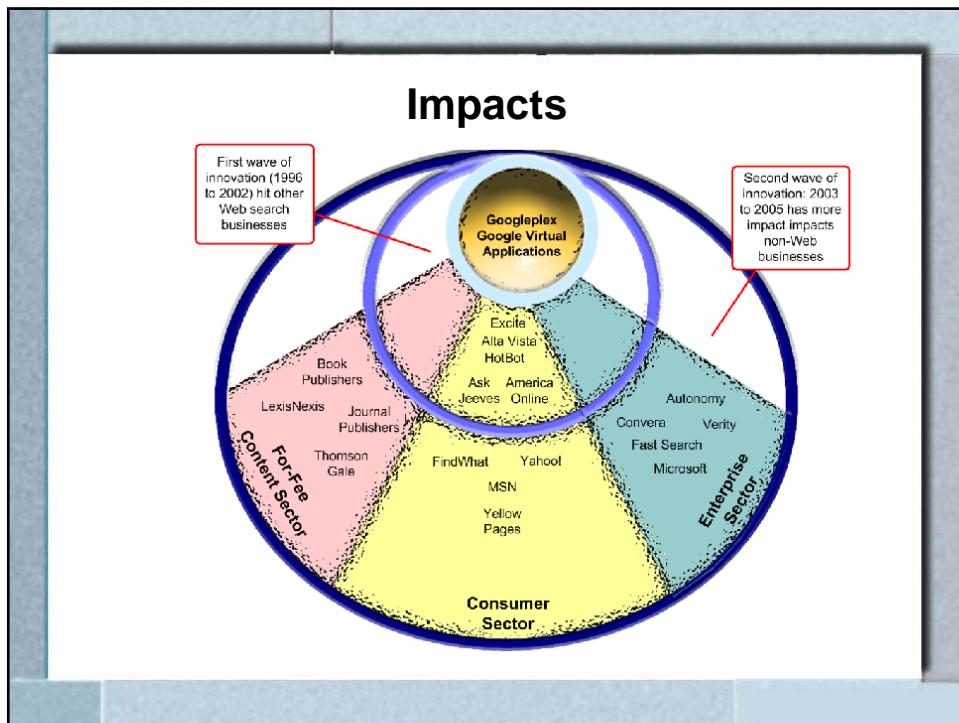 Impacts
First wave of
innovation (1996
to 2002) hit other
Web search
businesses
Second wave of
innovation: 2003
to 2005 has more
impact impacts
non-Web
businesses
Googleplex
Google Virtual
Applications
Excite
Alta Vista
HotBot
Ask
Jeeves
America
Online
Book
Publishers
LexisNexis
Journal
Publishers
Thomson
Gale
For-Fee
Content Sector
FindWhat
Yahoo!
MSN
Yellow
Pages
Consumer
Sector
Autonomy
Convera
Verity
Fast Search
Microsoft
Enterprise
Sector